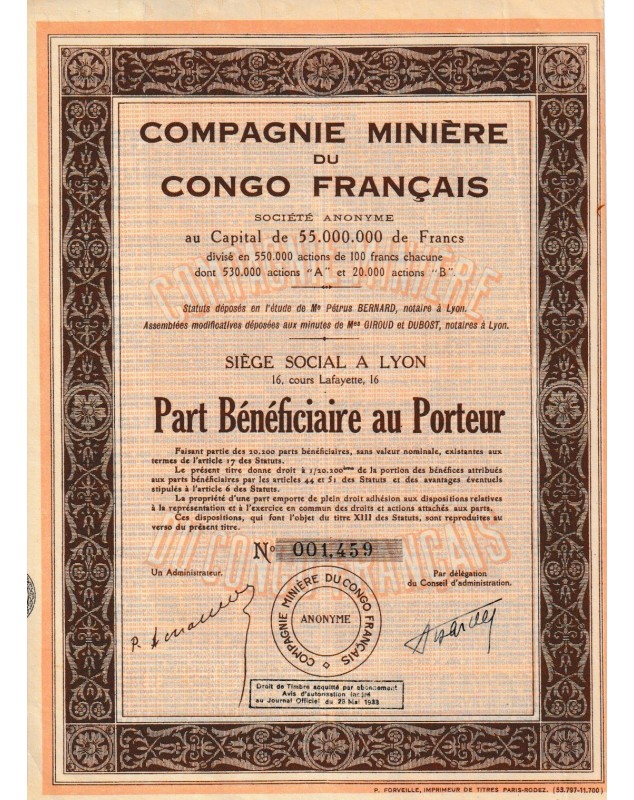 COMPAGNIE MINIÈRE
DU
CONGO FRANÇAIS
SOCIÉTÉ ANONYME
au Capital de 55.000.000 de Francs
divisé en 550.000 actions de 100 francs chacune
dont 530.000 actions "A" et 20.000 actions "B".
COMPAGNIE MINIÈRE
Statuts déposés en l'étude de Me Pétrus BERNARD, notaire à Lyon.
Assemblées modificatives déposées aux minutes de Mes GIROUD et DUBOST, notaires à Lyon.
SIÈGE SOCIAL A LYON
16, cours Lafayette, 16
Part Bénéficiaire au Porteur
Faisant partie des 20.200 parts bénéficiaires, sans valeur nominale, existantes aux
termes de l'article 17 des Statuts.
Le présent titre donne droit à 1/20.200ème de la portion des bénéfices attribués
aux parts bénéficiaires par les articles 44 et 51 des Statuts et des avantages éventuels
stipulés à l'article 6 des Statuts.
La propriété d'une part emporte de plein droit adhésion aux dispositions relatives
à la représentation et à l'exercice en commun des droits et actions attachés aux parts.
Ces dispositions, qui font l'objet du titre XIII des Statuts, sont reproduites au
verso du présent titre.
DU CONGO FRANÇAIS
No 001,459
Un Administrateur.
Par délégation
du Conseil d'administration.
COMPAGNIE MINIÈRE DU CONGO FRANÇAIS
ANONYME
Droit de Timbre acquitté par abonnement
Avis d'autorisation inséré
au Journal Officiel du 23 Mai 1933
P. FORVEILLE, IMPRIMEUR DE TITRES PARIS-RODEZ. (53.797-11.700)